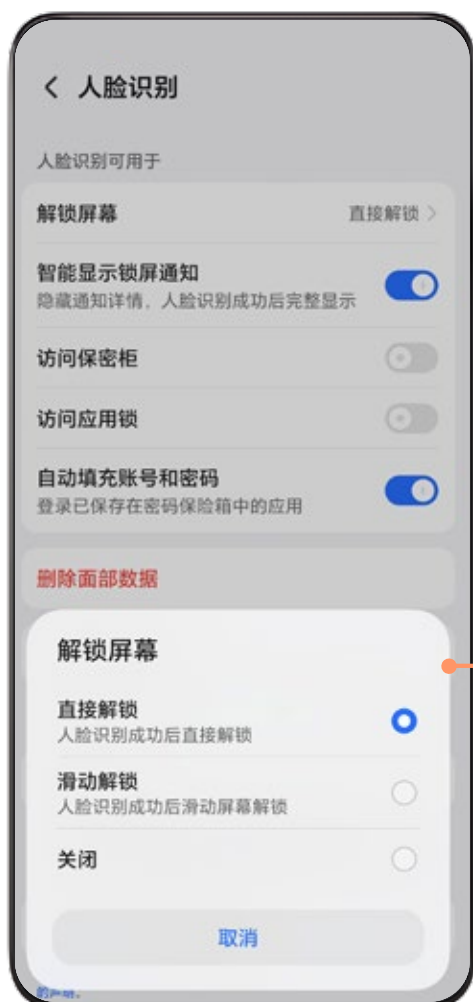 人脸识别
人脸识别可用于
解锁屏幕
直接解锁
智能显示锁屏通知
隐藏通知详情，人脸识别成功后完整显示
访问保密柜
访问应用锁
自动填充账号和密码
登录已保存在密码保险箱中的应用
删除面部数据
解锁屏幕
直接解锁
人脸识别成功后直接解锁
滑动解锁
人脸识别成功后滑动屏幕解锁
关闭
取消